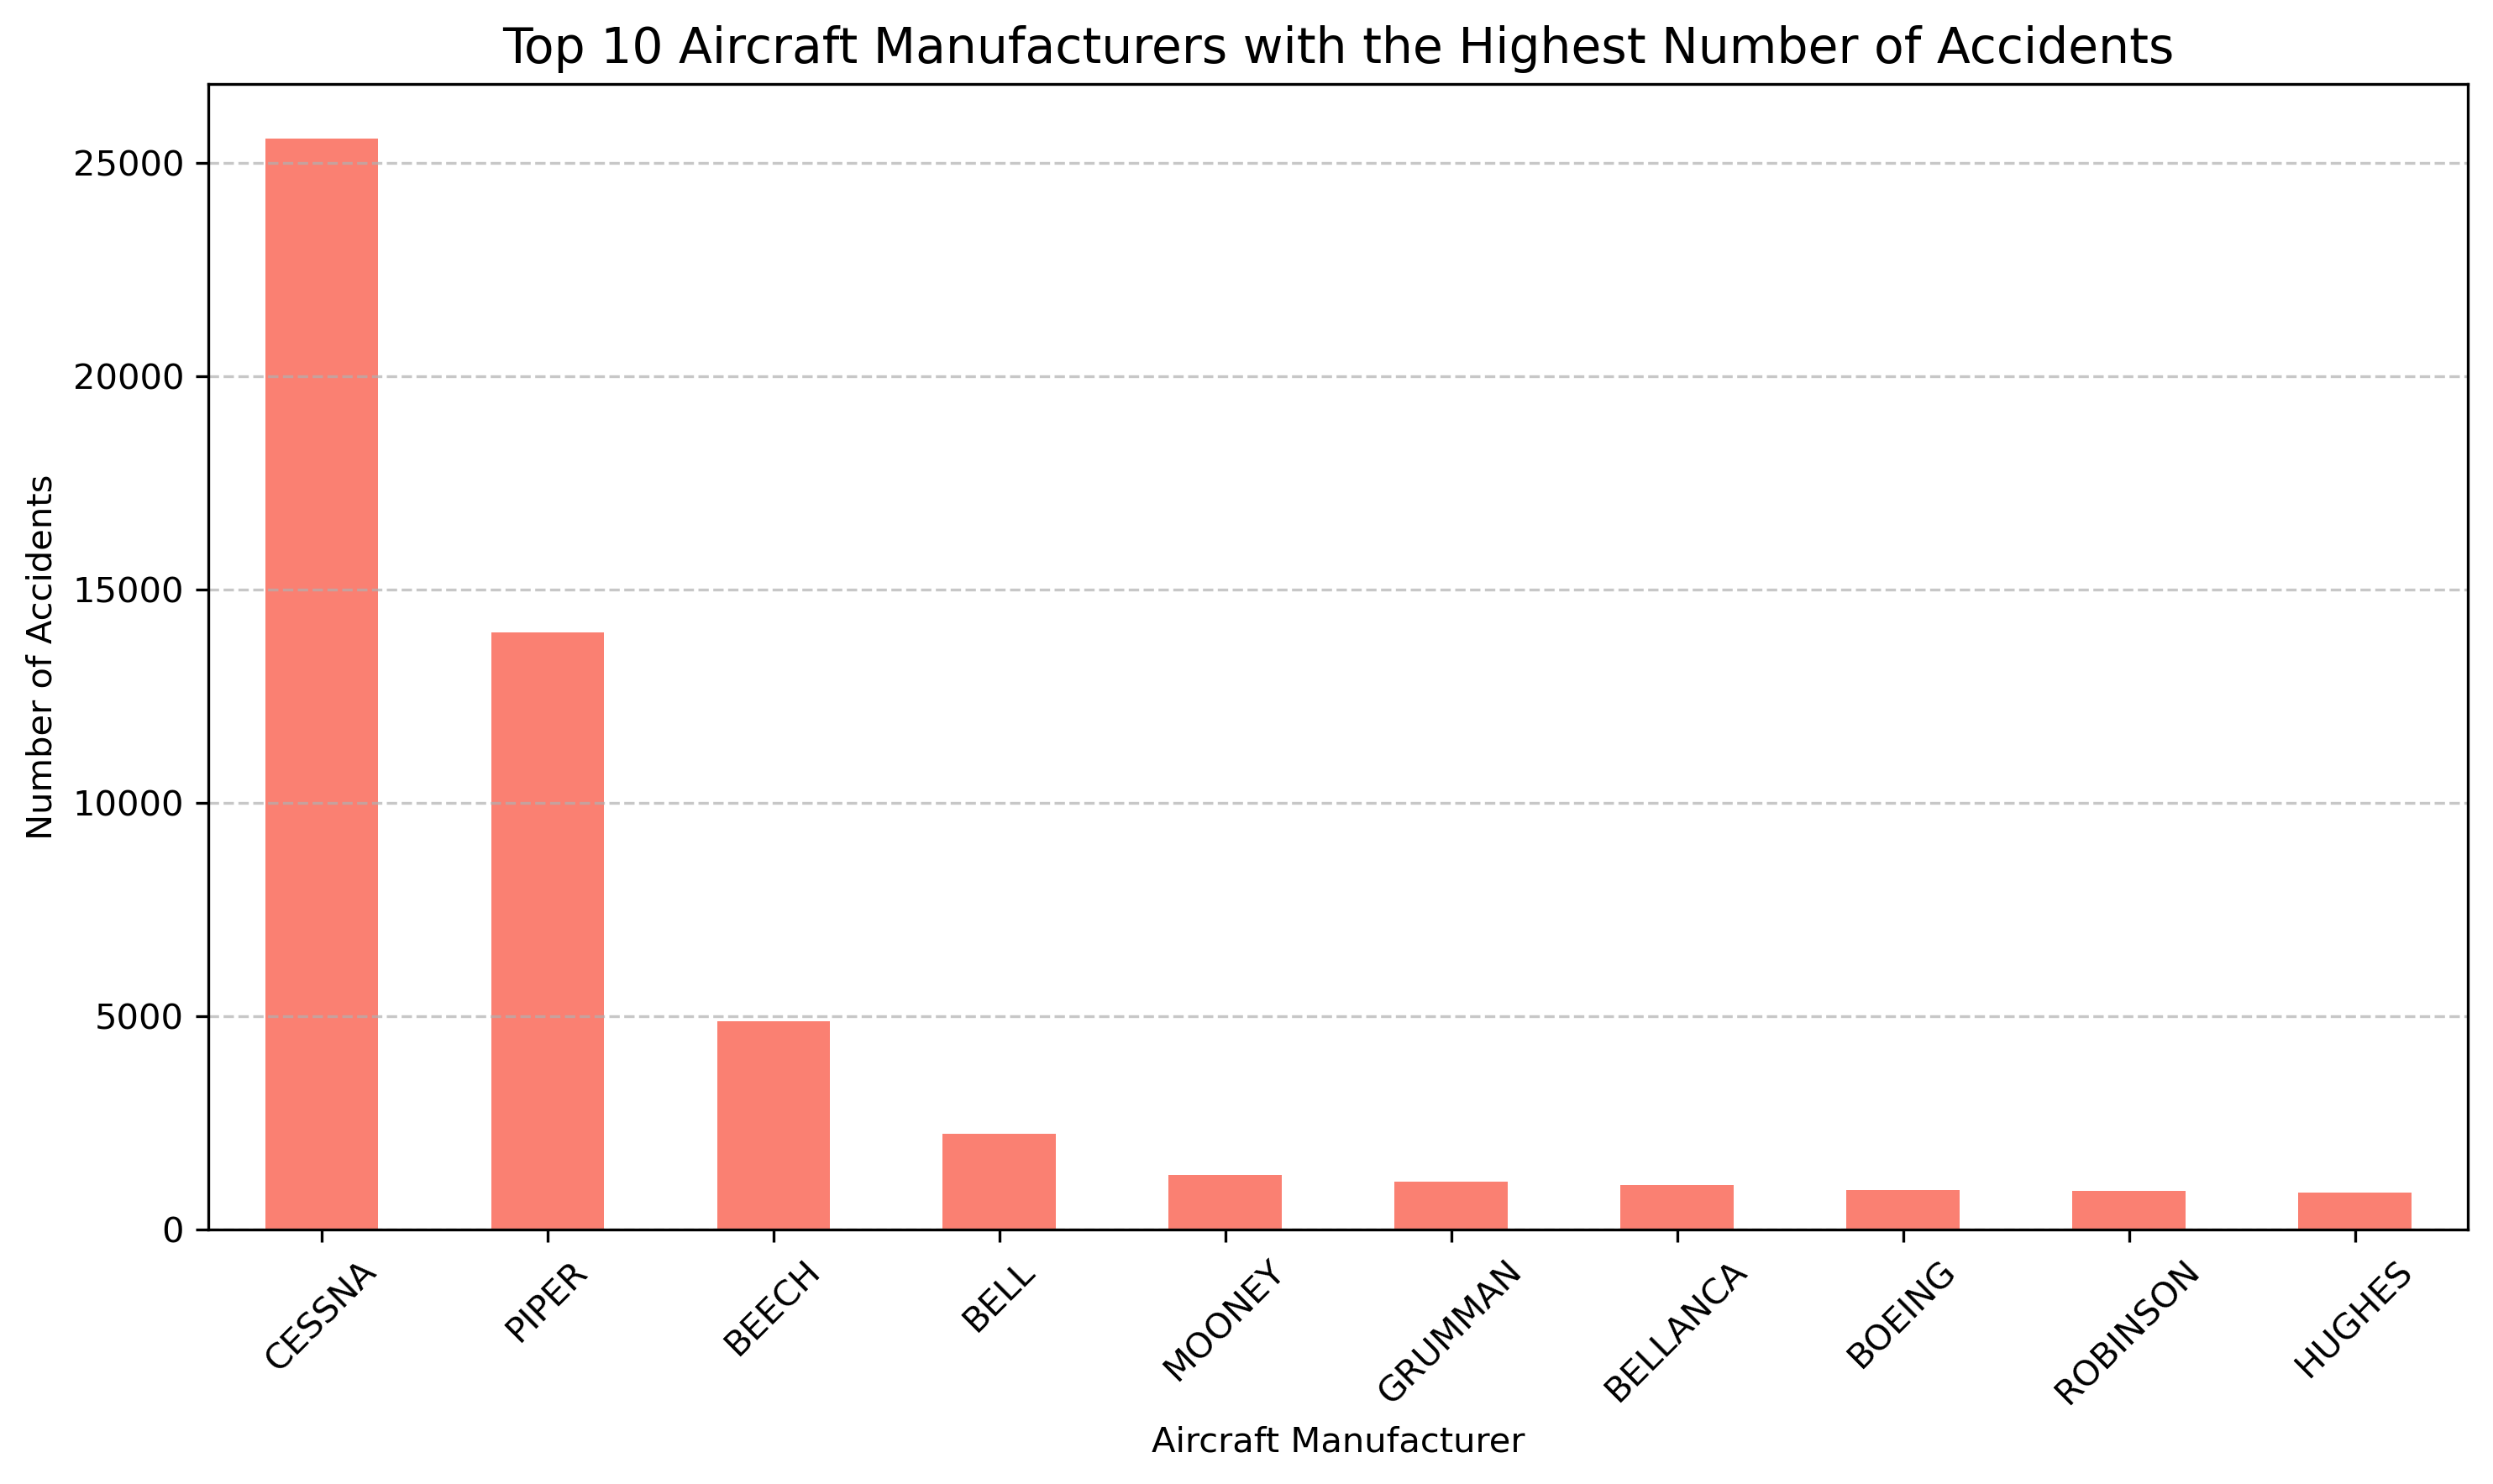 Top 10 Aircraft Manufacturers with the Highest Number of Accidents
Number of Accidents
25000
20000
15000
10000
5000
0
CESSNA
PIPER
BEECH
BELL
MOONEY
GRUMMAN
BELLANCA
BOEING
ROBINSON
HUGHES
Aircraft Manufacturer